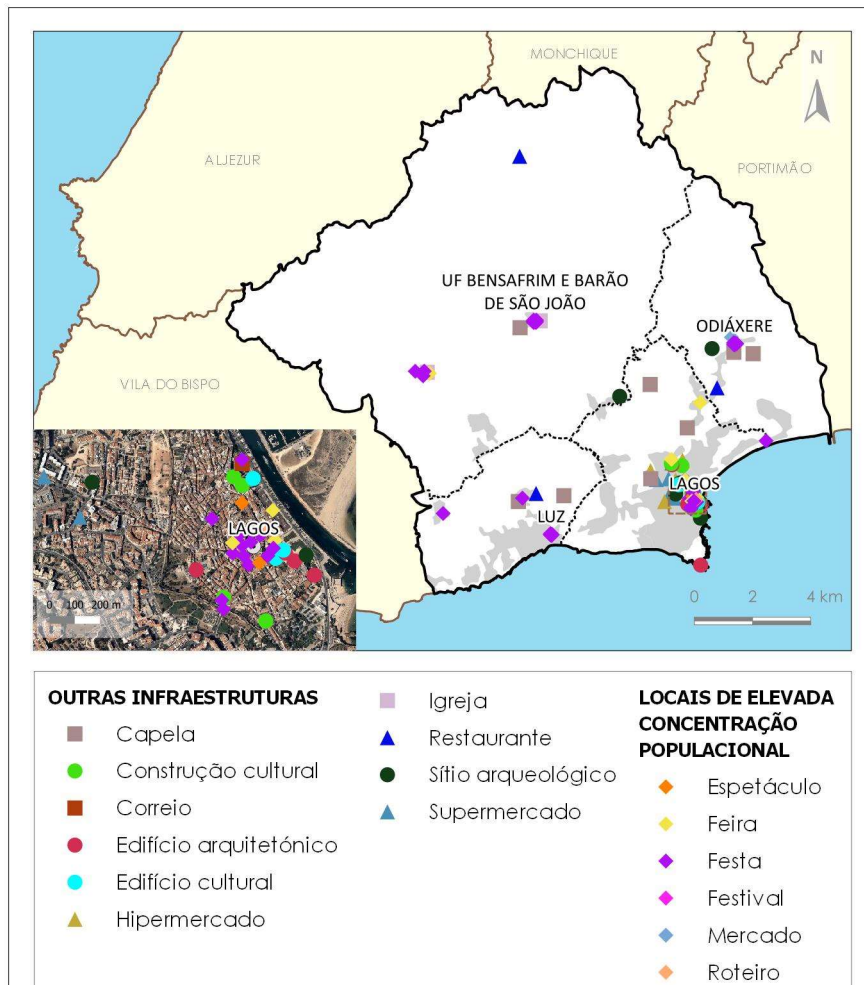 MONCHIQUE
N
ALJEZUR
PORTIMÃO
UF BENSAFRIM E BARÃO
DE SÃO JOÃO
ODIÁXERE
VILA DO BISPO
LAGOS
LAGOS
LUZ
0 100 200 m
0 2 4 km
OUTRAS INFRAESTRUTURAS
Capela
Construção cultural
Correio
Edifício arquitetónico
Edifício cultural
Hipermercado
Igreja
Restaurante
Sítio arqueológico
Supermercado
LOCAIS DE ELEVADA
CONCENTRAÇÃO
POPULACIONAL
Espetáculo
Feira
Festa
Festival
Mercado
Roteiro